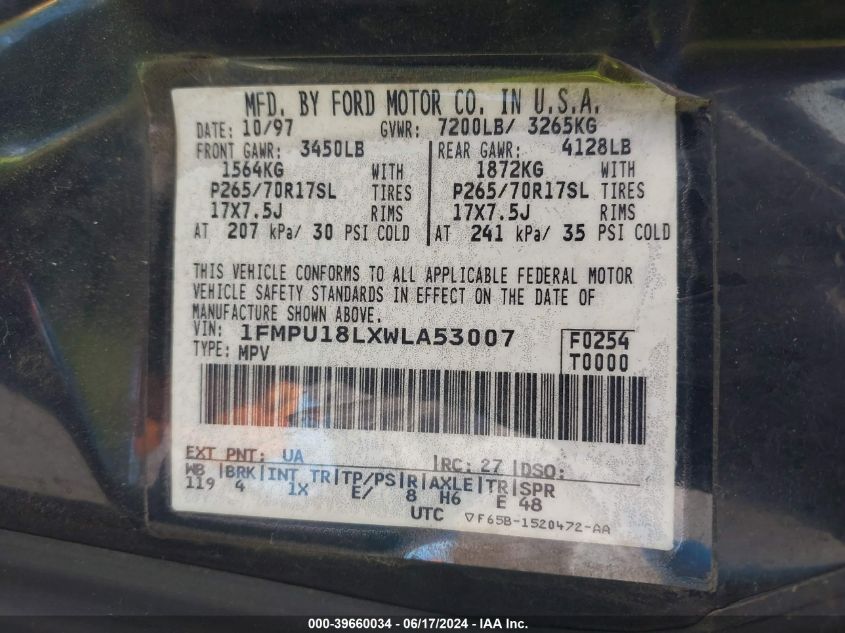 MFD. BY FORD MOTOR CO. IN U.S.A.
DATE: 10/97 GVWR: 7200LB/ 3265KG
FRONT GAWR: 3450LB REAR GAWR: 4128LB
1564KG WITH 1872KG WITH
P265/70R17SL TIRES P265/70R17SL TIRES
17X7.5J RIMS 17X7.5J RIMS
AT 207 kPa/ 30 PSI COLD AT 241 kPa/ 35 PSI COLD
THIS VEHICLE CONFORMS TO ALL APPLICABLE FEDERAL MOTOR
VEHICLE SAFETY STANDARDS IN EFFECT ON THE DATE OF
MANUFACTURE SHOWN ABOVE.
VIN: 1FMPU18LXWLA53007 F0254
TYPE: MPV T0000
EXT PNT: UA RC: 27 DSO:
WB BRK INT TR TP/PS R AXLE TR SPR
119 4 1X E/ 8 H6 E 48
UTC ▽F65B-1520472-AA
000-39660034 - 06/17/2024 - IAA Inc.